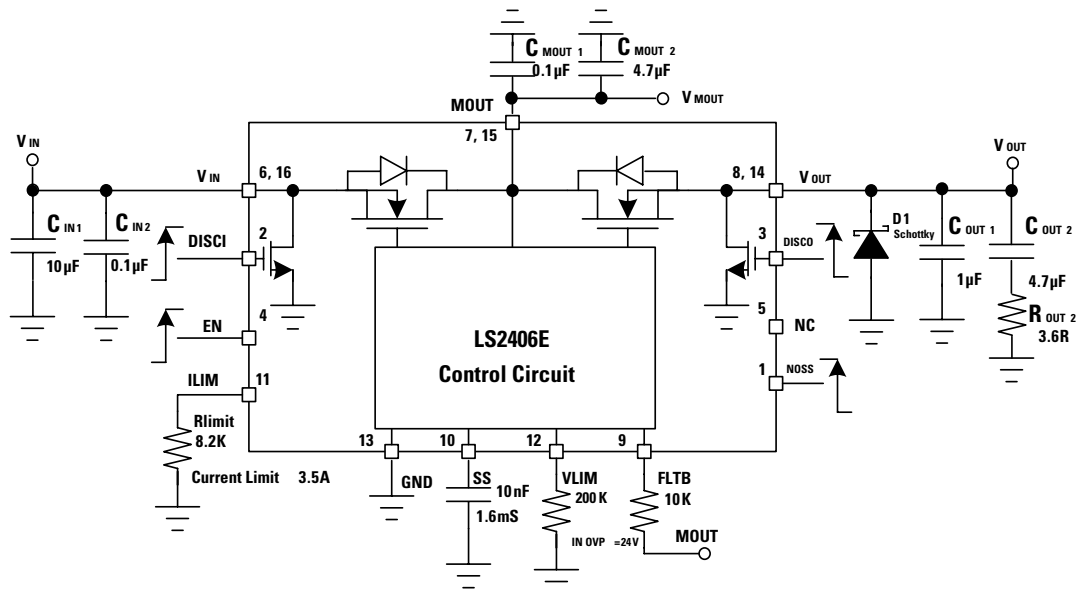 C MOUT 1
0.1µF
C MOUT 2
4.7µF
V MOUT
MOUT
7, 15
V IN
V IN
6, 16
8, 14
V OUT
V OUT
C IN1
10µF
C IN2
0.1µF
DISCI
2
3
DISCO
D1
Schottky
C OUT 1
1µF
C OUT 2
4.7µF
R OUT 2
3.6R
EN
4
5
NC
LS2406E
Control Circuit
ILIM
11
1
NOSS
Rlimit
8.2K
Current Limit 3.5A
13
10
12
9
GND
SS
10nF
1.6mS
VLIM
200K
IN OVP =24V
FLTB
10K
MOUT